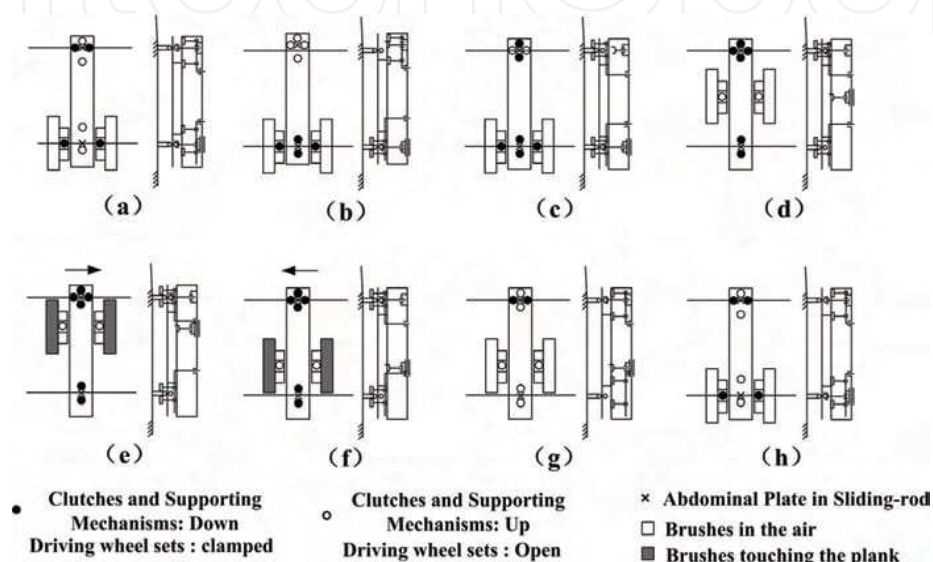 (a)
(b)
(c)
(d)
(e)
(f)
(g)
(h)
Clutches and Supporting
Mechanisms: Down
Driving wheel sets : clamped
Clutches and Supporting
Mechanisms: Up
Driving wheel sets : Open
Abdominal Plate in Sliding-rod
Brushes in the air
Brushes touching the plank